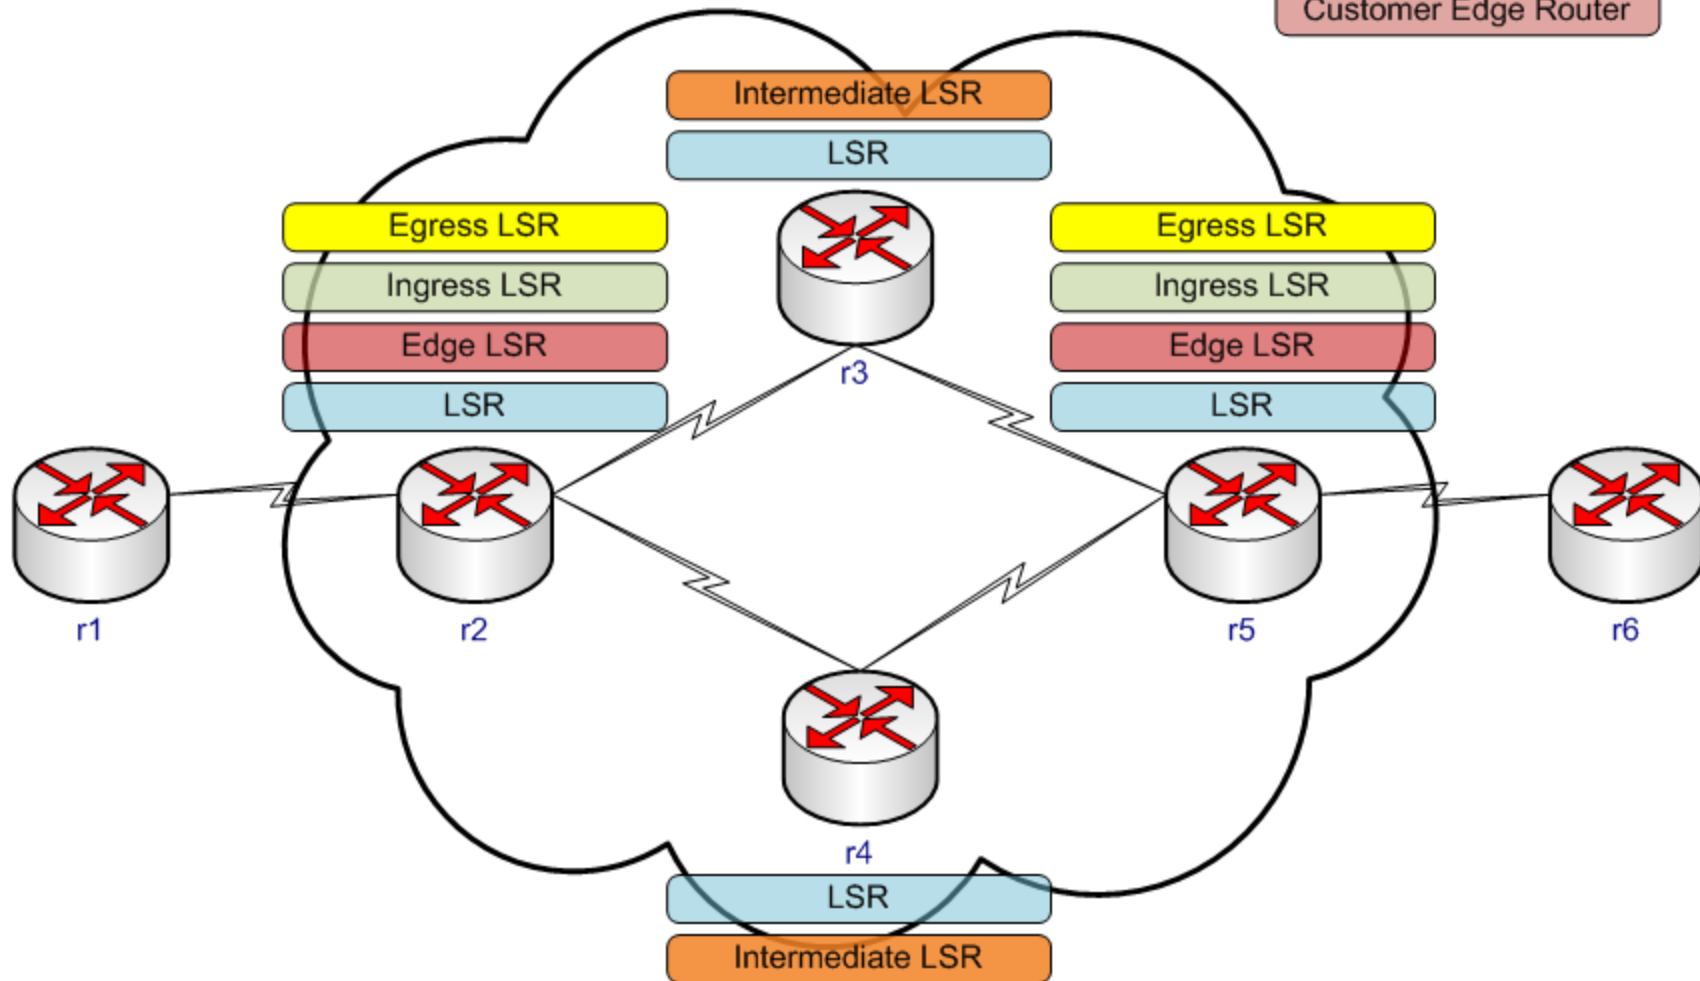 Customer Edge Router
Intermediate LSR
LSR
Egress LSR
Ingress LSR
Edge LSR
LSR
Egress LSR
Ingress LSR
Edge LSR
LSR
r3
r1
r2
r5
r6
r4
LSR
Intermediate LSR